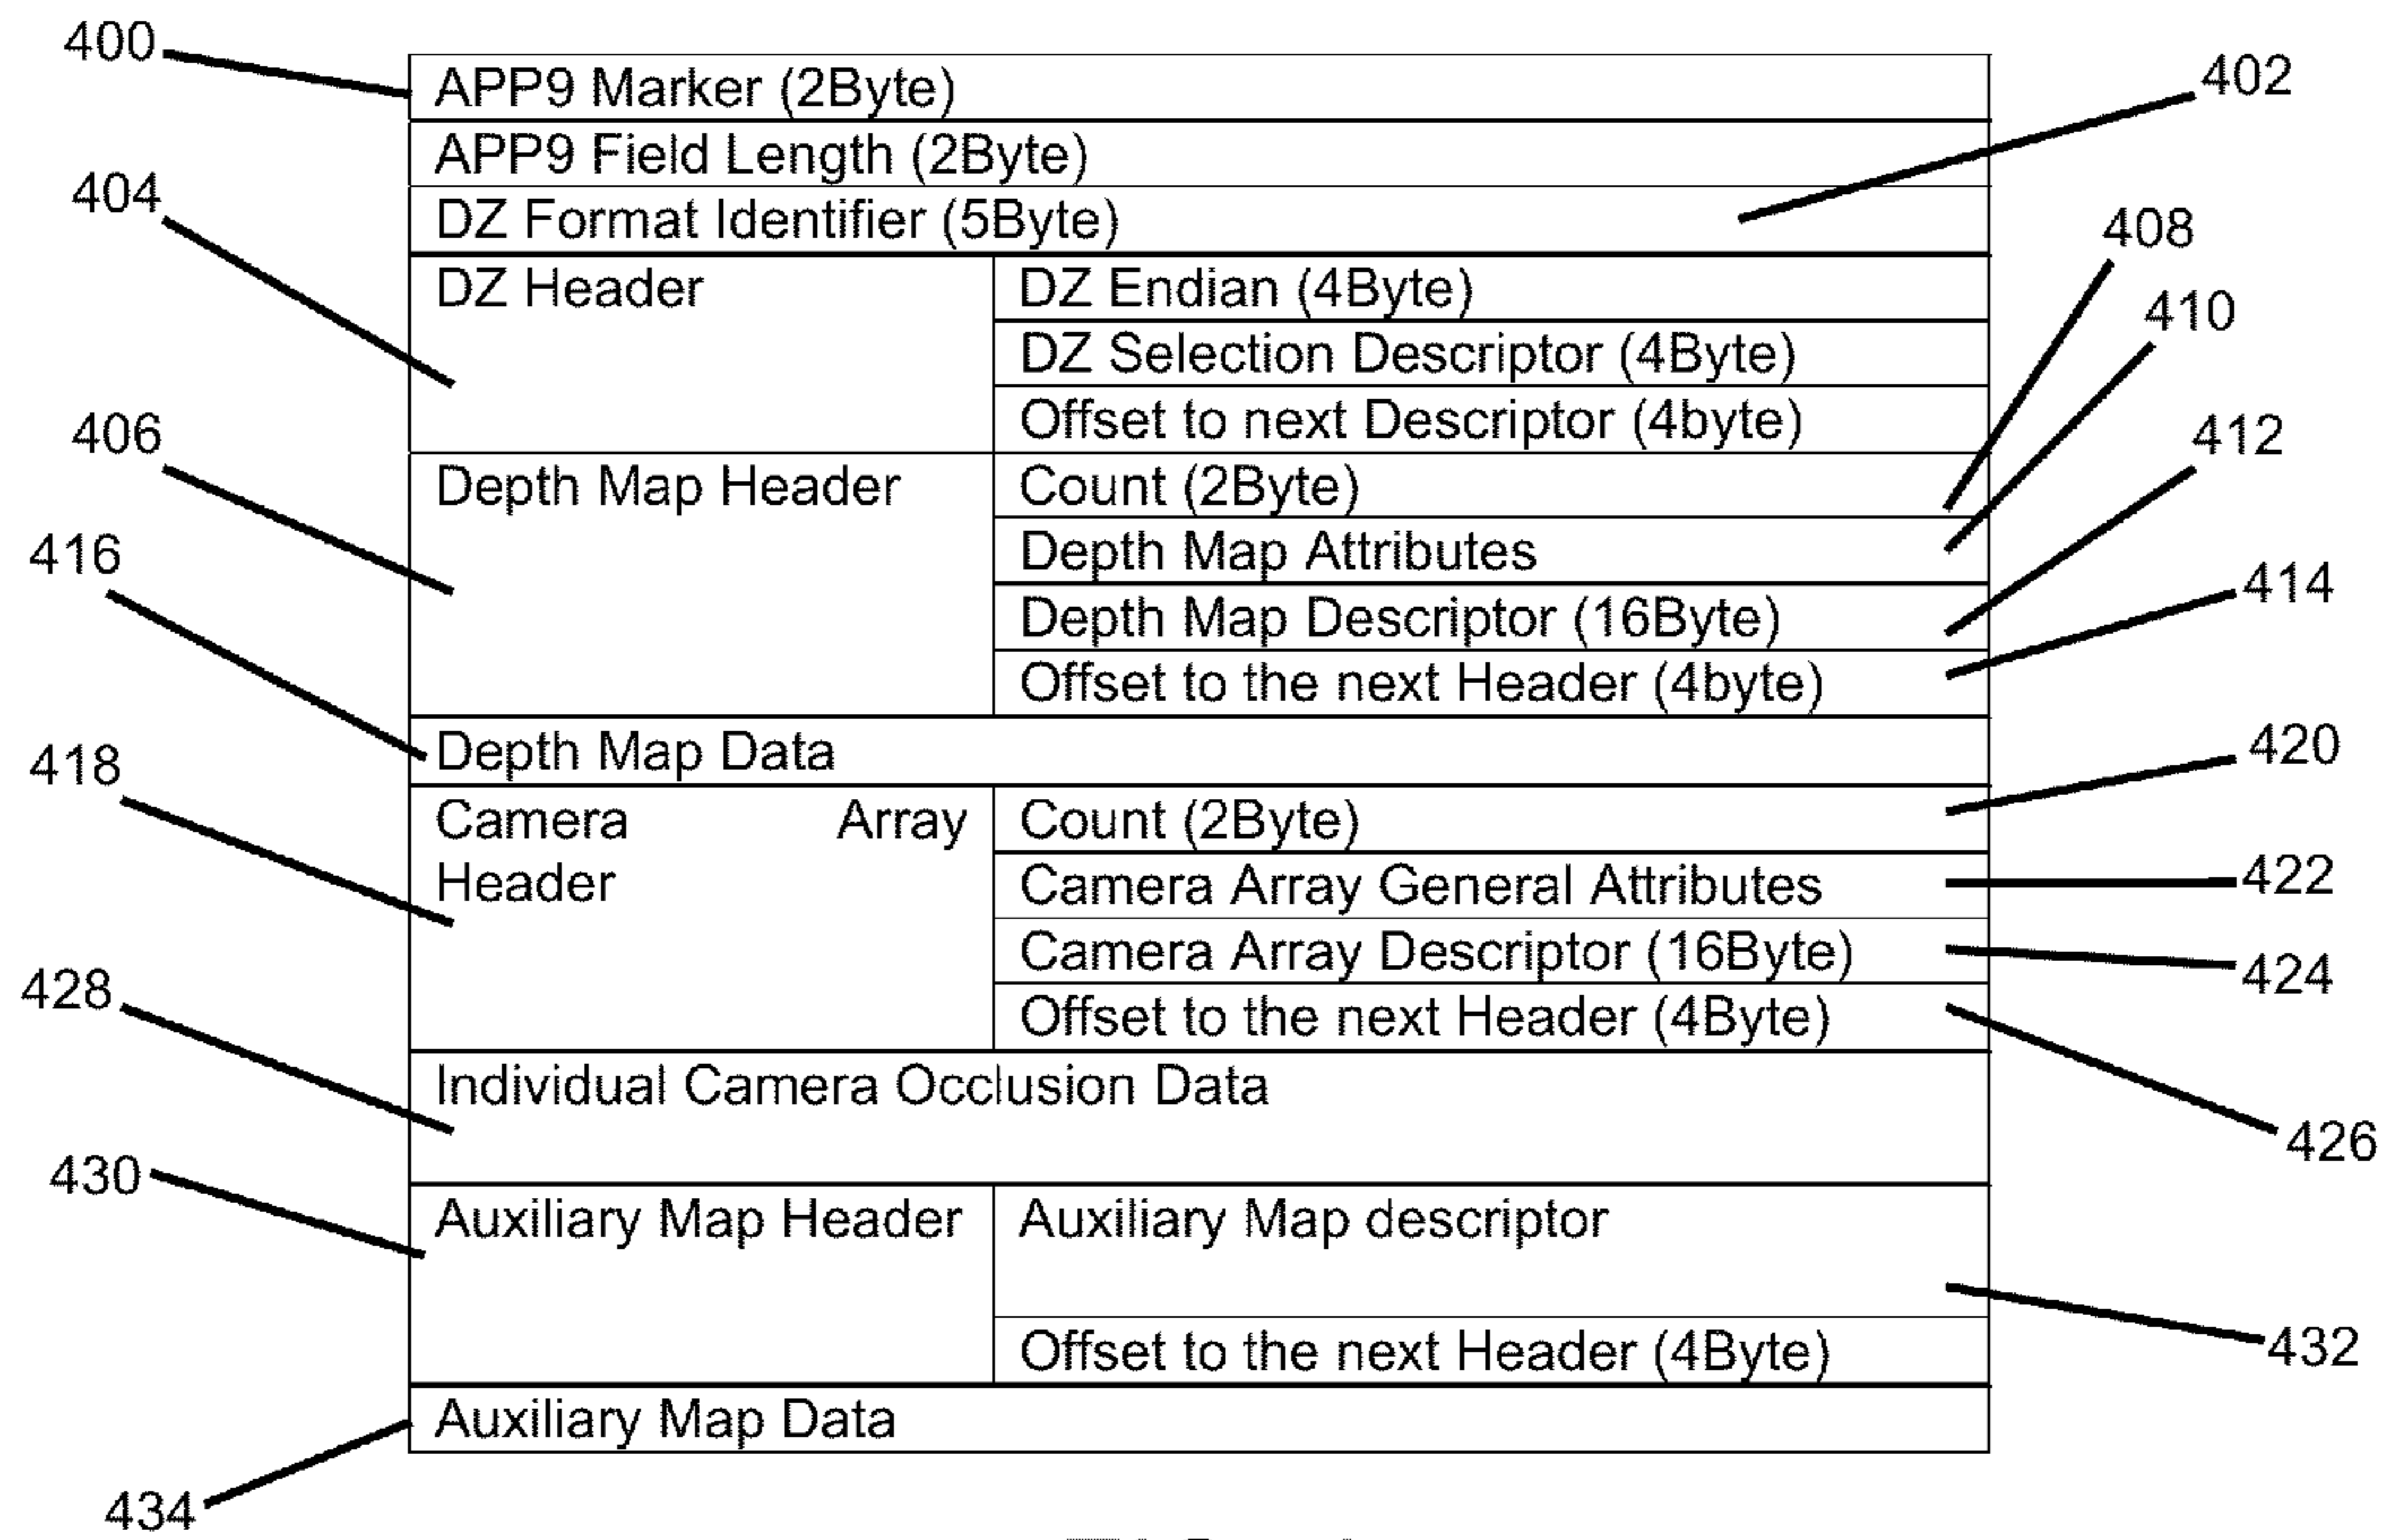 400
APP9 Marker (2Byte)
402
APP9 Field Length (2Byte)
404
DZ Format Identifier (5Byte)
408
DZ Header
DZ Endian (4Byte)
410
DZ Selection Descriptor (4Byte)
Offset to next Descriptor (4byte)
406
412
Depth Map Header
Count (2Byte)
416
Depth Map Attributes
414
Depth Map Descriptor (16Byte)
Offset to the next Header (4byte)
Depth Map Data
420
418
Camera Array
Header
Count (2Byte)
Camera Array General Attributes
422
Camera Array Descriptor (16Byte)
424
428
Offset to the next Header (4Byte)
Individual Camera Occlusion Data
426
430
Auxiliary Map Header
Auxiliary Map descriptor
Offset to the next Header (4Byte)
432
Auxiliary Map Data
434